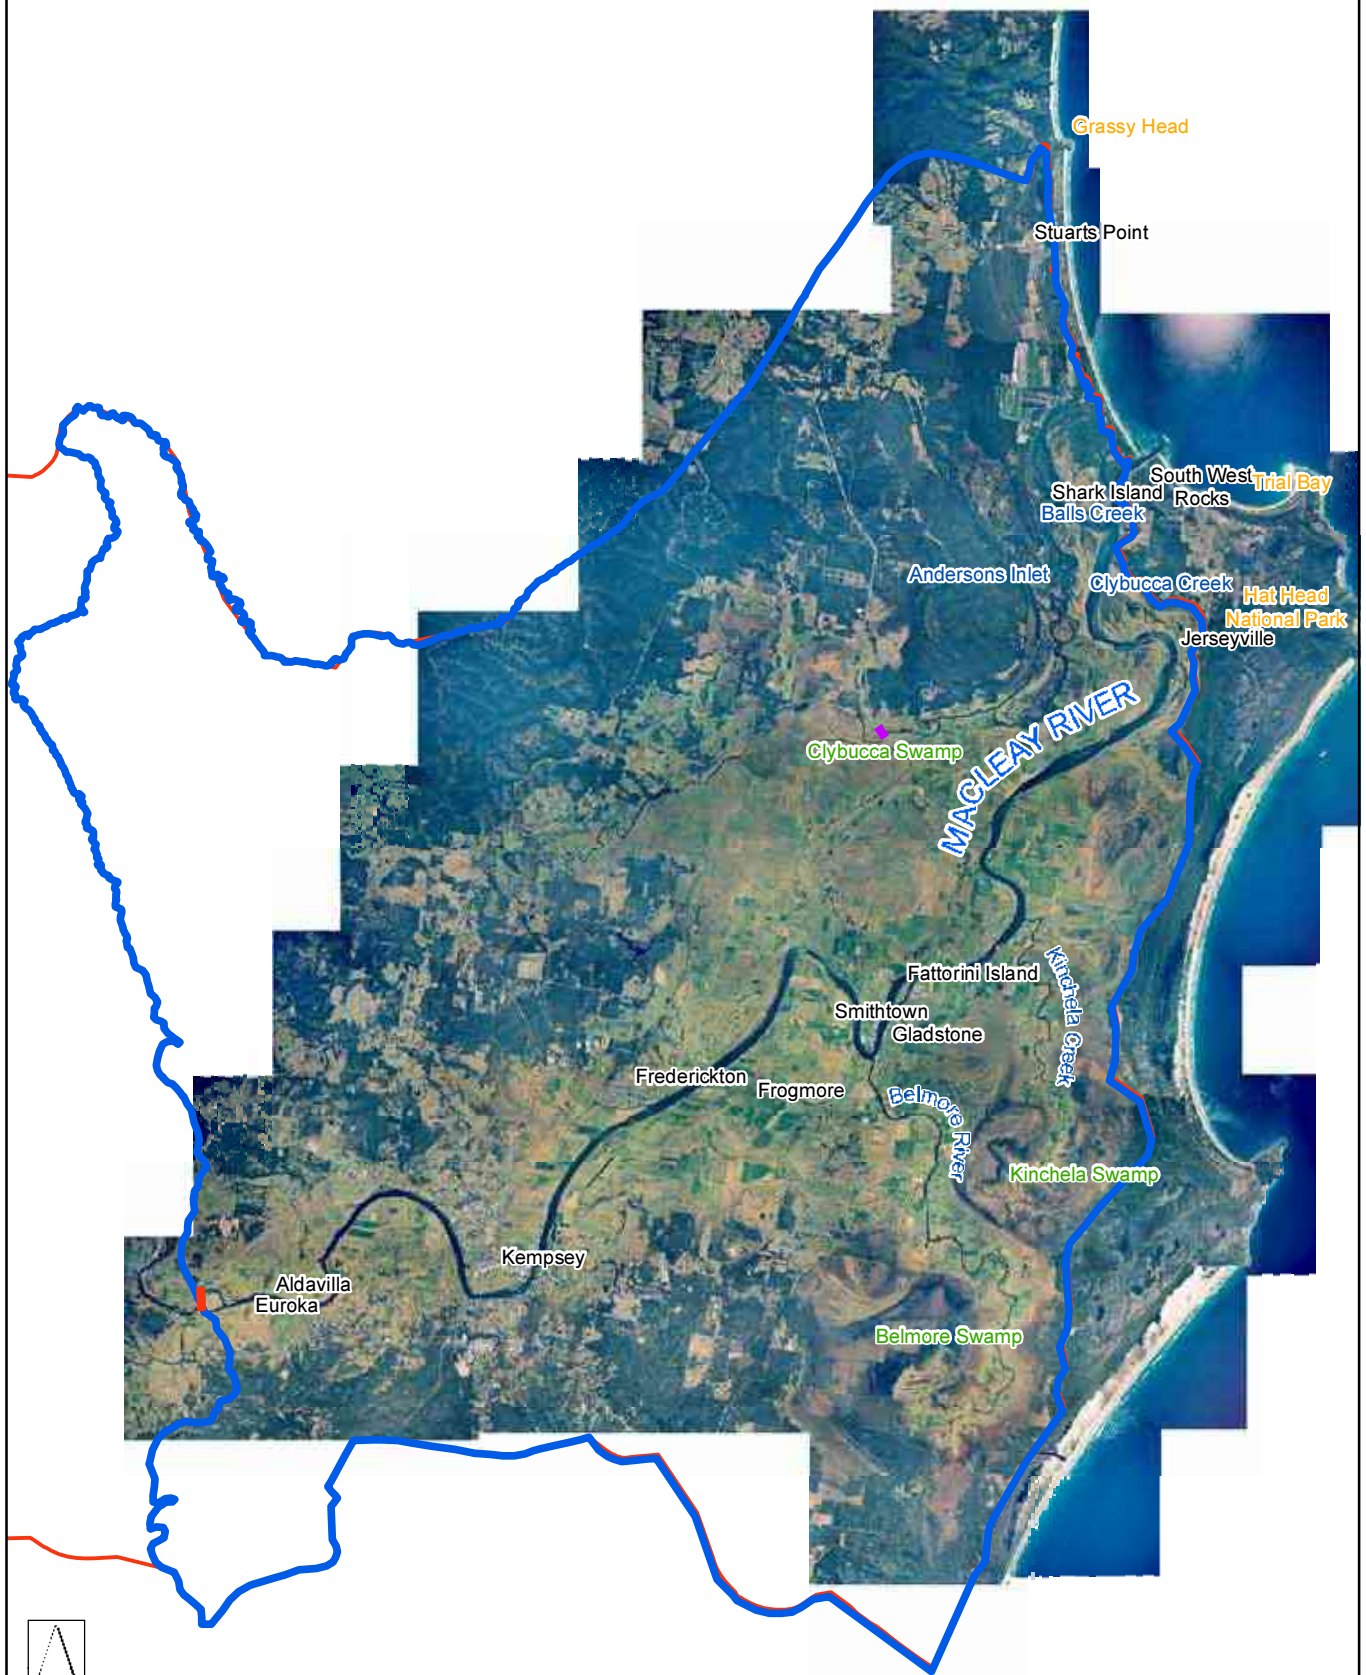 Grassy Head
Stuarts Point
South West
Rocks
Trial Bay
Shark Island
Balls Creek
Andersons Inlet
Clybucca Creek
Hat Head
National Park
Jerseyville
MACLEAY RIVER
Clybucca Swamp
Fattorini Island
Kinchela Creek
Smithtown
Gladstone
Frederickton
Frogmore
Belmore River
Kinchela Swamp
Kempsey
Aldavilla
Euroka
Belmore Swamp